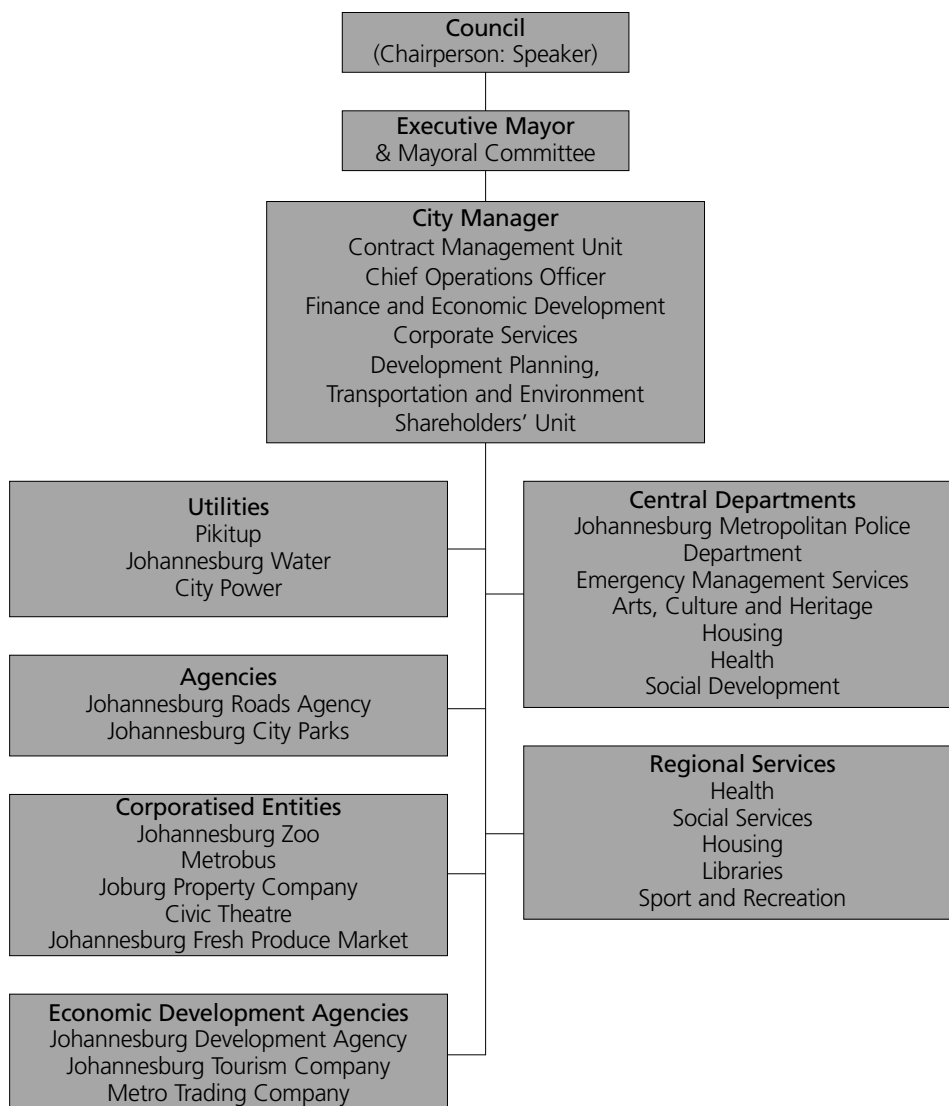 Council
(Chairperson: Speaker)
Executive Mayor
& Mayoral Committee
City Manager
Contract Management Unit
Chief Operations Officer
Finance and Economic Development
Corporate Services
Development Planning,
Transportation and Environment
Shareholders’ Unit
Utilities
Pikitup
Johannesburg Water
City Power
Agencies
Johannesburg Roads Agency
Johannesburg City Parks
Corporatised Entities
Johannesburg Zoo
Metrobus
Joburg Property Company
Civic Theatre
Johannesburg Fresh Produce Market
Economic Development Agencies
Johannesburg Development Agency
Johannesburg Tourism Company
Metro Trading Company
Central Departments
Johannesburg Metropolitan Police
Department
Emergency Management Services
Arts, Culture and Heritage
Housing
Health
Social Development
Regional Services
Health
Social Services
Housing
Libraries
Sport and Recreation